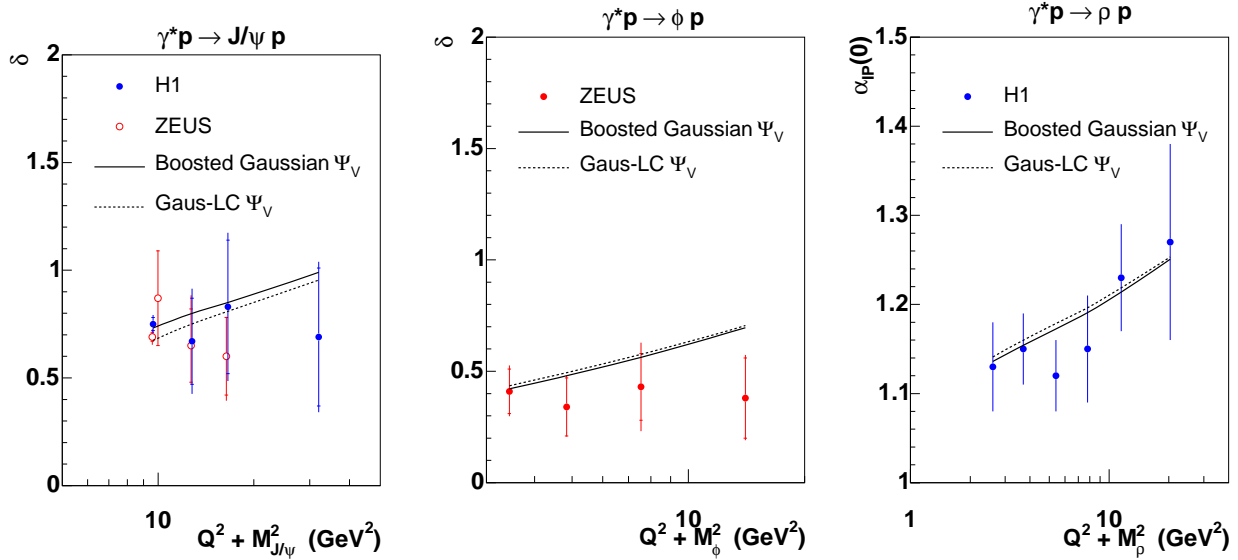 γ*p → J/ψ p
δ
2
1.5
1
0.5
0
H1
ZEUS
Boosted Gaussian Ψ_V
Gaus-LC Ψ_V
10
Q² + M²_{J/ψ} (GeV²)
γ*p → ϕ p
δ
2
1.5
1
0.5
0
ZEUS
Boosted Gaussian Ψ_V
Gaus-LC Ψ_V
10
Q² + M²_ϕ (GeV²)
γ*p → ρ p
α_{IP}(0)
1.5
1.4
1.3
1.2
1.1
1
H1
Boosted Gaussian Ψ_V
Gaus-LC Ψ_V
1
10
Q² + M²_ρ (GeV²)